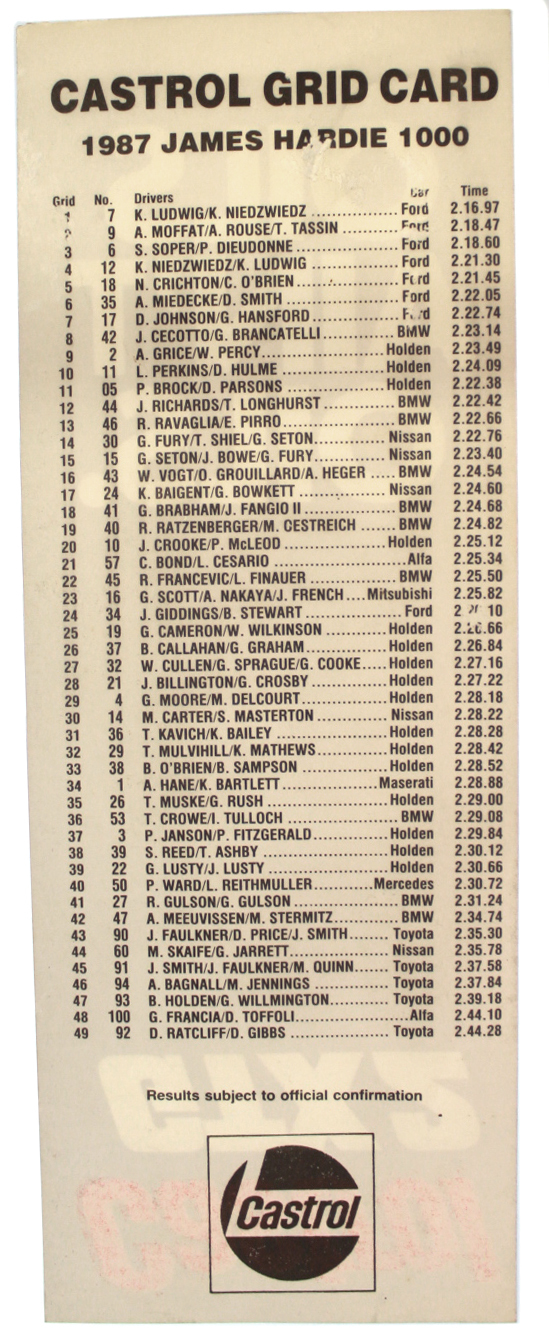 CASTROL GRID CARD
1987 JAMES HARDIE 1000
Grid No. Drivers Car Time
1 7 K. LUDWIG/K. NIEDZWIEDZ ................. Ford 2.16.97
2 9 A. MOFFAT/A. ROUSE/T. TASSIN ............ Ford 2.18.47
3 6 S. SOPER/P. DIEUDONNE .................... Ford 2.18.60
4 12 K. NIEDZWIEDZ/K. LUDWIG ................. Ford 2.21.30
5 18 N. CRICHTON/C. O'BRIEN .................... Ford 2.21.45
6 35 A. MIEDECKE/D. SMITH ...................... Ford 2.22.05
7 17 D. JOHNSON/G. HANSFORD .................. Ford 2.22.74
8 42 J. CECOTTO/G. BRANCATELLI ............... BMW 2.23.14
9 2 A. GRICE/W. PERCY......................... Holden 2.23.49
10 11 L. PERKINS/D. HULME ..................... Holden 2.24.09
11 05 P. BROCK/D. PARSONS ..................... Holden 2.22.38
12 44 J. RICHARDS/T. LONGHURST ............... BMW 2.22.42
13 46 R. RAVAGLIA/E. PIRRO ....................... BMW 2.22.66
14 30 G. FURY/T. SHIEL/G. SETON............... Nissan 2.22.76
15 15 G. SETON/J. BOWE/G. FURY................ Nissan 2.23.40
16 43 W. VOGT/O. GROUILLARD/A. HEGER ..... BMW 2.24.54
17 24 K. BAIGENT/G. BOWKETT ................... Nissan 2.24.60
18 41 G. BRABHAM/J. FANGIO II ................... BMW 2.24.68
19 40 R. RATZENBERGER/M. OESTREICH ...... BMW 2.24.82
20 10 J. CROOKE/P. McLEOD ..................... Holden 2.25.12
21 57 C. BOND/L. CESARIO .......................... Alfa 2.25.34
22 45 R. FRANCEVIC/L. FINAUER .................. BMW 2.25.50
23 16 G. SCOTT/A. NAKAYA/J. FRENCH .... Mitsubishi 2.25.82
24 34 J. GIDDINGS/B. STEWART .................... Ford 2 10
25 19 G. CAMERON/W. WILKINSON ............. Holden 2.26.66
26 37 B. CALLAHAN/G. GRAHAM................. Holden 2.26.84
27 32 W. CULLEN/G. SPRAGUE/G. COOKE..... Holden 2.27.16
28 21 J. BILLINGTON/G. CROSBY ................ Holden 2.27.22
29 4 G. MOORE/M. DELCOURT.................. Holden 2.28.18
30 14 M. CARTER/S. MASTERTON .............. Nissan 2.28.22
31 36 T. KAVICH/K. BAILEY ....................... Holden 2.28.28
32 29 T. MULVIHILL/K. MATHEWS............... Holden 2.28.42
33 38 B. O'BRIEN/B. SAMPSON .................. Holden 2.28.52
34 1 A. HANE/K. BARTLETT..................... Maserati 2.28.88
35 26 T. MUSKE/G. RUSH ......................... Holden 2.29.00
36 53 T. CROWE/I. TULLOCH ....................... BMW 2.29.08
37 3 P. JANSON/P. FITZGERALD................ Holden 2.29.84
38 39 S. REED/T. ASHBY .......................... Holden 2.30.12
39 22 G. LUSTY/J. LUSTY ......................... Holden 2.30.66
40 50 P. WARD/L. REITHMULLER ............ Mercedes 2.30.72
41 27 R. GULSON/G. GULSON ...................... BMW 2.31.24
42 47 A. MEEUVISSEN/M. STERMITZ............. BMW 2.34.74
43 90 J. FAULKNER/D. PRICE/J. SMITH........ Toyota 2.35.30
44 60 M. SKAIFE/G. JARRETT.................... Nissan 2.35.78
45 91 J. SMITH/J. FAULKNER/M. QUINN....... Toyota 2.37.58
46 94 A. BAGNALL/M. JENNINGS ............... Toyota 2.37.84
47 93 B. HOLDEN/G. WILLMINGTON............ Toyota 2.39.18
48 100 G. FRANCIA/D. TOFFOLI...................... Alfa 2.44.10
49 92 D. RATCLIFF/D. GIBBS ..................... Toyota 2.44.28
Results subject to official confirmation
Castrol